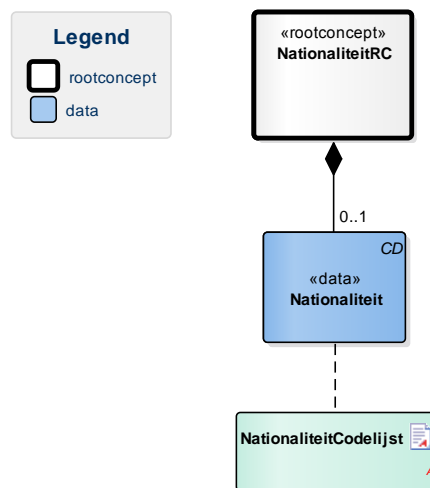 Legend
rootconcept
data
«rootconcept»
NationaliteitRC
0..1
CD
«data»
Nationaliteit
NationaliteitCodelijst